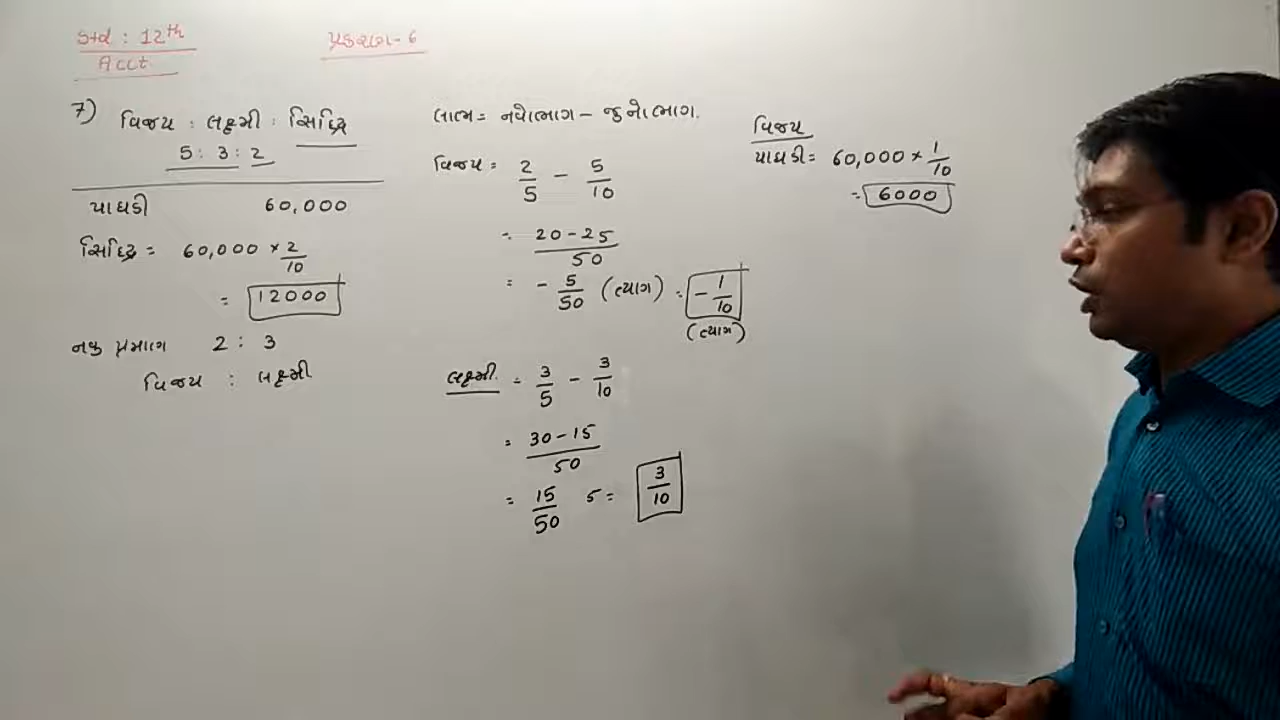 Std : 12th
Acct.
પ્રકરણ - 6
7) વિજય : લક્ષ્મી : સિધ્ધિ
5 : 3 : 2
પાઘડી 60,000
સિધ્ધિ = 60,000 × 2/10
= 12000
નફા પ્રમાણ 2 : 3
વિજય : લક્ષ્મી
લાભ = નવો ભાગ - જુનો ભાગ.
વિજય = 2/5 - 5/10
= 20 - 25 / 50
= - 5/50 (ત્યાગ) = - 1/10
(ત્યાગ)
લક્ષ્મી. = 3/5 - 3/10
= 30 - 15 / 50
= 15/50 5 = 3/10
વિજય
પાઘડી = 60,000 × 1/10
= 6000